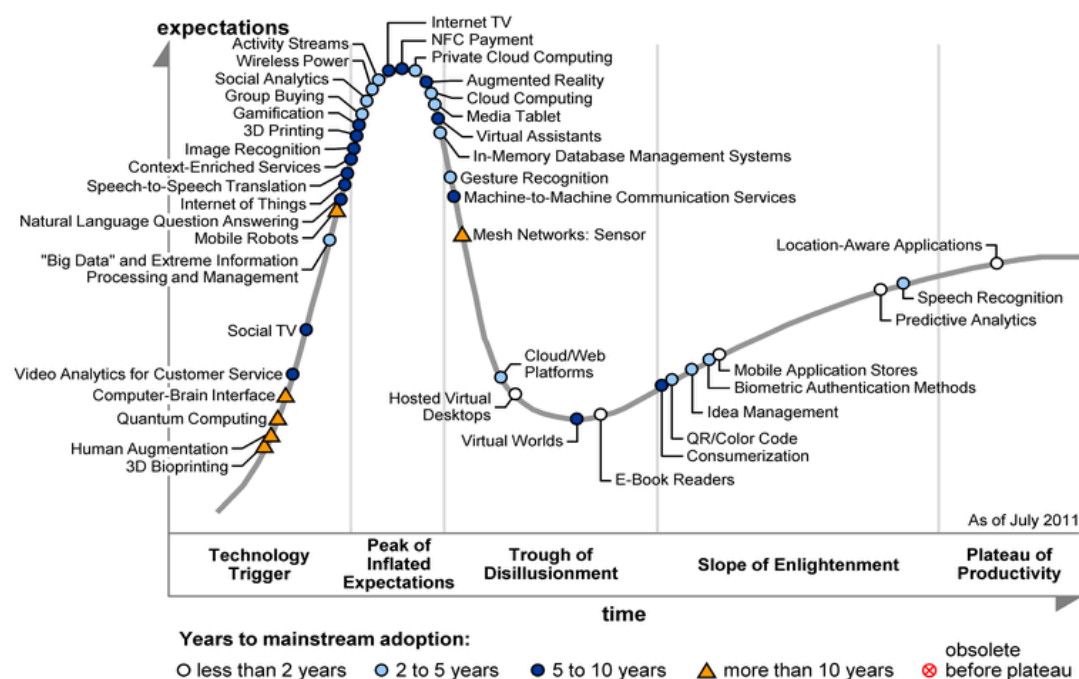 expectations
Internet TV
NFC Payment
Activity Streams
Private Cloud Computing
Wireless Power
Social Analytics
Augmented Reality
Group Buying
Cloud Computing
Gamification
Media Tablet
3D Printing
Virtual Assistants
Image Recognition
In-Memory Database Management Systems
Context-Enriched Services
Gesture Recognition
Speech-to-Speech Translation
Machine-to-Machine Communication Services
Internet of Things
Natural Language Question Answering
Mobile Robots
Mesh Networks: Sensor
Location-Aware Applications
"Big Data" and Extreme Information
Processing and Management
Speech Recognition
Predictive Analytics
Social TV
Cloud/Web
Platforms
Video Analytics for Customer Service
Mobile Application Stores
Computer-Brain Interface
Biometric Authentication Methods
Hosted Virtual
Desktops
Idea Management
Quantum Computing
Virtual Worlds
QR/Color Code
Human Augmentation
Consumerization
3D Bioprinting
E-Book Readers
As of July 2011
Technology
Trigger
Peak of
Inflated
Expectations
Trough of
Disillusionment
Slope of Enlightenment
Plateau of
Productivity
time
Years to mainstream adoption:
less than 2 years
2 to 5 years
5 to 10 years
more than 10 years
obsolete
before plateau